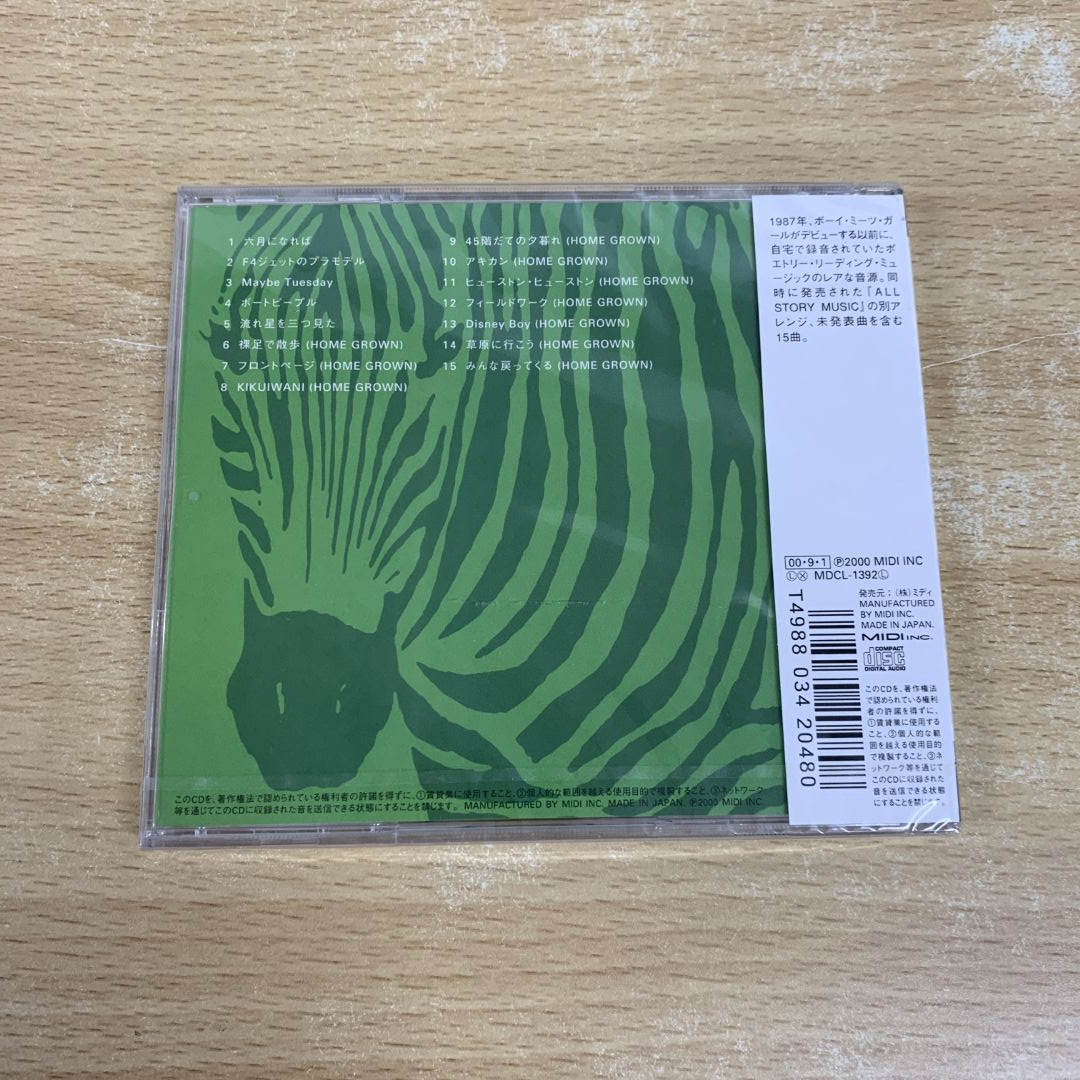 1 六月になれば
2 F4ジェットのプラモデル
3 Maybe Tuesday
4 ボートピープル
5 流れ星を三つ見た
6 裸足で散歩 (HOME GROWN)
7 フロントページ (HOME GROWN)
8 KIKUIWANI (HOME GROWN)
9 45階だての夕暮れ (HOME GROWN)
10 アキカン (HOME GROWN)
11 ヒューストン・ヒューストン (HOME GROWN)
12 フィールドワーク (HOME GROWN)
13 Disney Boy (HOME GROWN)
14 草原に行こう (HOME GROWN)
15 みんな戻ってくる (HOME GROWN)
このCDを、著作権法で認められている権利者の許諾を得ずに、①賃貸業に使用すること、②個人的な範囲を越える使用目的で複製すること、③ネットワーク
等を通じてこのCDに収録された音を送信できる状態にすることを禁じます。 MANUFACTURED BY MIDI INC. MADE IN JAPAN. ℗2000 MIDI INC.
1987年、ボーイ・ミーツ・ガ
ールがデビューする以前に、
自宅で録音されていたポ
エトリー・リーディング・ミュ
ージックのレアな音源。同
時に発売された『ALL
STORY MUSIC』の別ア
レンジ、未発表曲を含む
15曲。
00・9・1 ℗2000 MIDI INC
Ⓛⓧ MDCL-1392Ⓛ
T4988 034 20480
発売元:(株)ミディ
MANUFACTURED
BY MIDI INC.
MADE IN JAPAN.
MIDI INC.
COMPACT
disc
DIGITAL AUDIO
このCDを、著作権法
で認められている権利
者の許諾を得ずに、
①賃貸業に使用する
こと、②個人的な範
囲を越える使用目的
で複製すること、③ネ
ットワーク等を通じて
このCDに収録された
音を送信できる状態
にすることを禁じます。